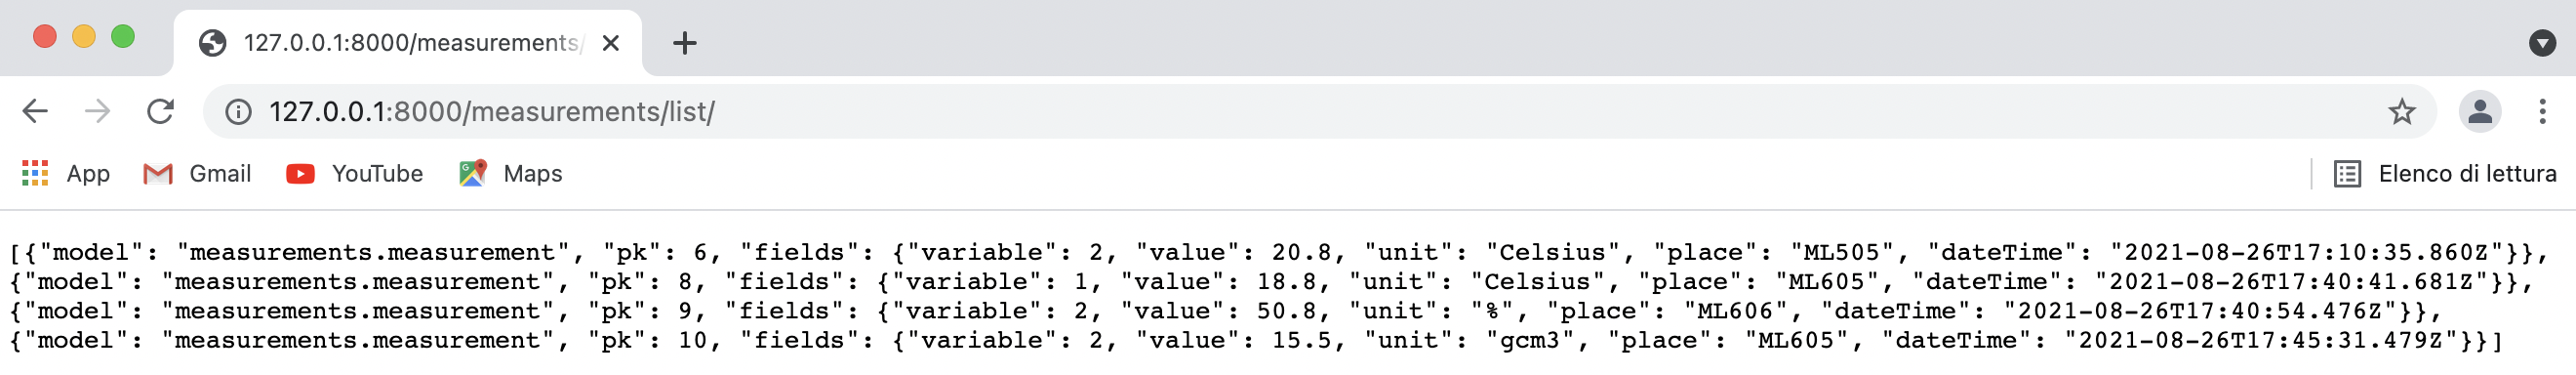 127.0.0.1:8000/measurements/
127.0.0.1:8000/measurements/list/
App Gmail YouTube Maps Elenco di lettura
[{"model": "measurements.measurement", "pk": 6, "fields": {"variable": 2, "value": 20.8, "unit": "Celsius", "place": "ML505", "dateTime": "2021-08-26T17:10:35.860Z"}},
{"model": "measurements.measurement", "pk": 8, "fields": {"variable": 1, "value": 18.8, "unit": "Celsius", "place": "ML605", "dateTime": "2021-08-26T17:40:41.681Z"}},
{"model": "measurements.measurement", "pk": 9, "fields": {"variable": 2, "value": 50.8, "unit": "%", "place": "ML606", "dateTime": "2021-08-26T17:40:54.476Z"}},
{"model": "measurements.measurement", "pk": 10, "fields": {"variable": 2, "value": 15.5, "unit": "gcm3", "place": "ML605", "dateTime": "2021-08-26T17:45:31.479Z"}}]